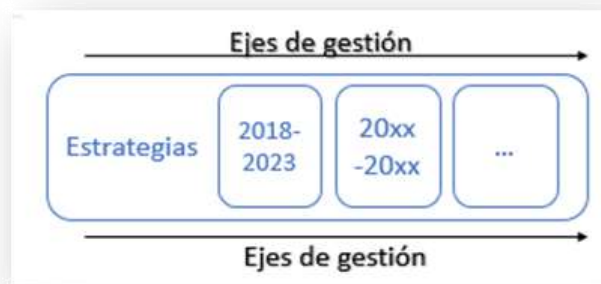 Ejes de gestión
Estrategias
2018-
2023
20xx
-20xx
...
Ejes de gestión